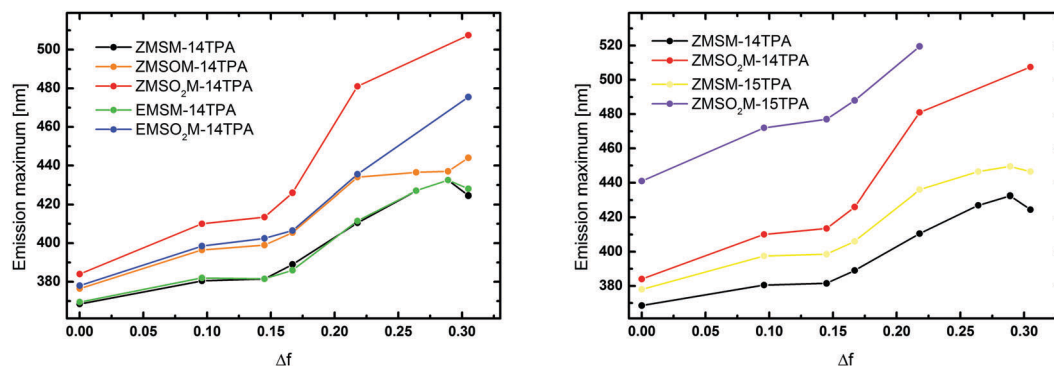 Emission maximum [nm]
500
480
460
440
420
400
380
ZMSM-14TPA
ZMSOM-14TPA
ZMSO₂M-14TPA
EMSM-14TPA
EMSO₂M-14TPA
0.00 0.05 0.10 0.15 0.20 0.25 0.30
Δf
Emission maximum [nm]
520
500
480
460
440
420
400
380
ZMSM-14TPA
ZMSO₂M-14TPA
ZMSM-15TPA
ZMSO₂M-15TPA
0.00 0.05 0.10 0.15 0.20 0.25 0.30
Δf